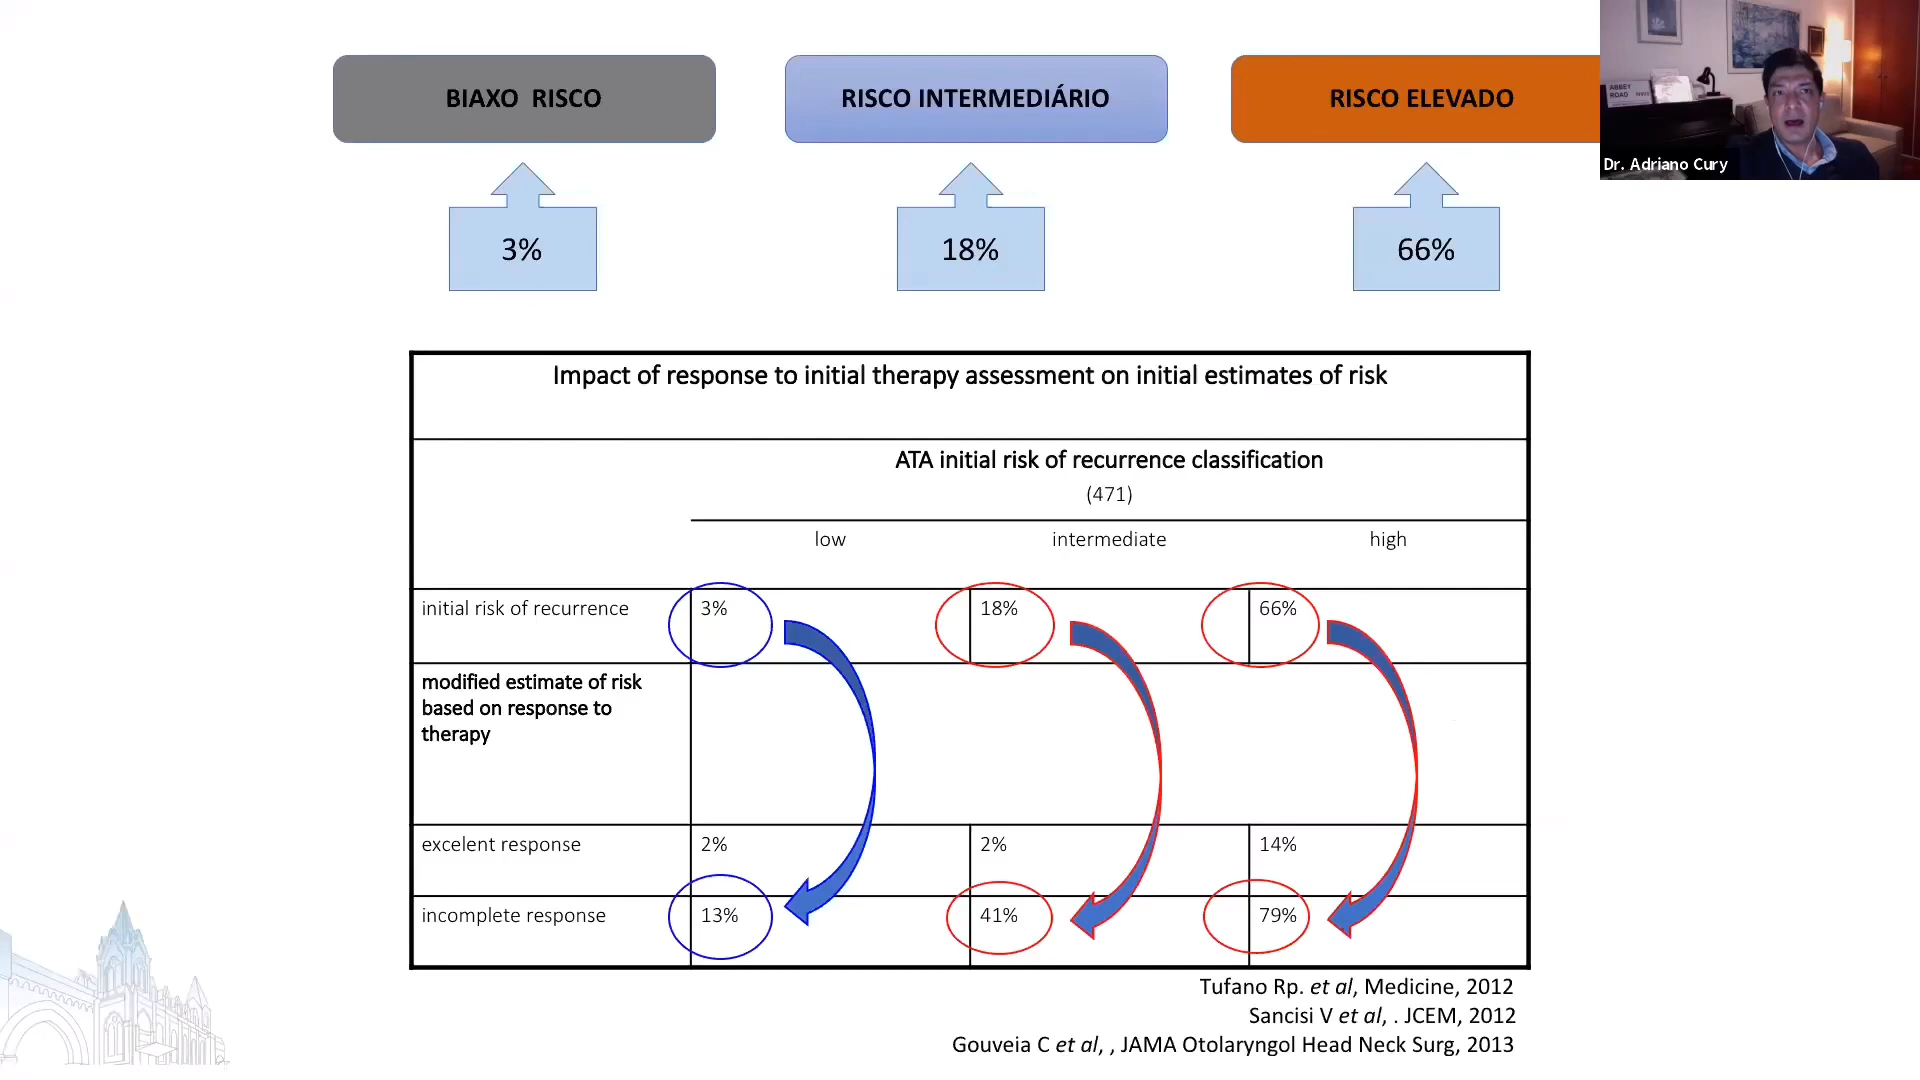 BIAXO RISCO
RISCO INTERMEDIÁRIO
RISCO ELEVADO
ABBEY
ROAD
Dr. Adriano Cury
3%
18%
66%
Impact of response to initial therapy assessment on initial estimates of risk
ATA initial risk of recurrence classification
(471)
low intermediate high
initial risk of recurrence 3% 18% 66%
modified estimate of risk
based on response to
therapy
excelent response 2% 2% 14%
incomplete response 13% 41% 79%
Tufano Rp. et al, Medicine, 2012
Sancisi V et al, . JCEM, 2012
Gouveia C et al, , JAMA Otolaryngol Head Neck Surg, 2013